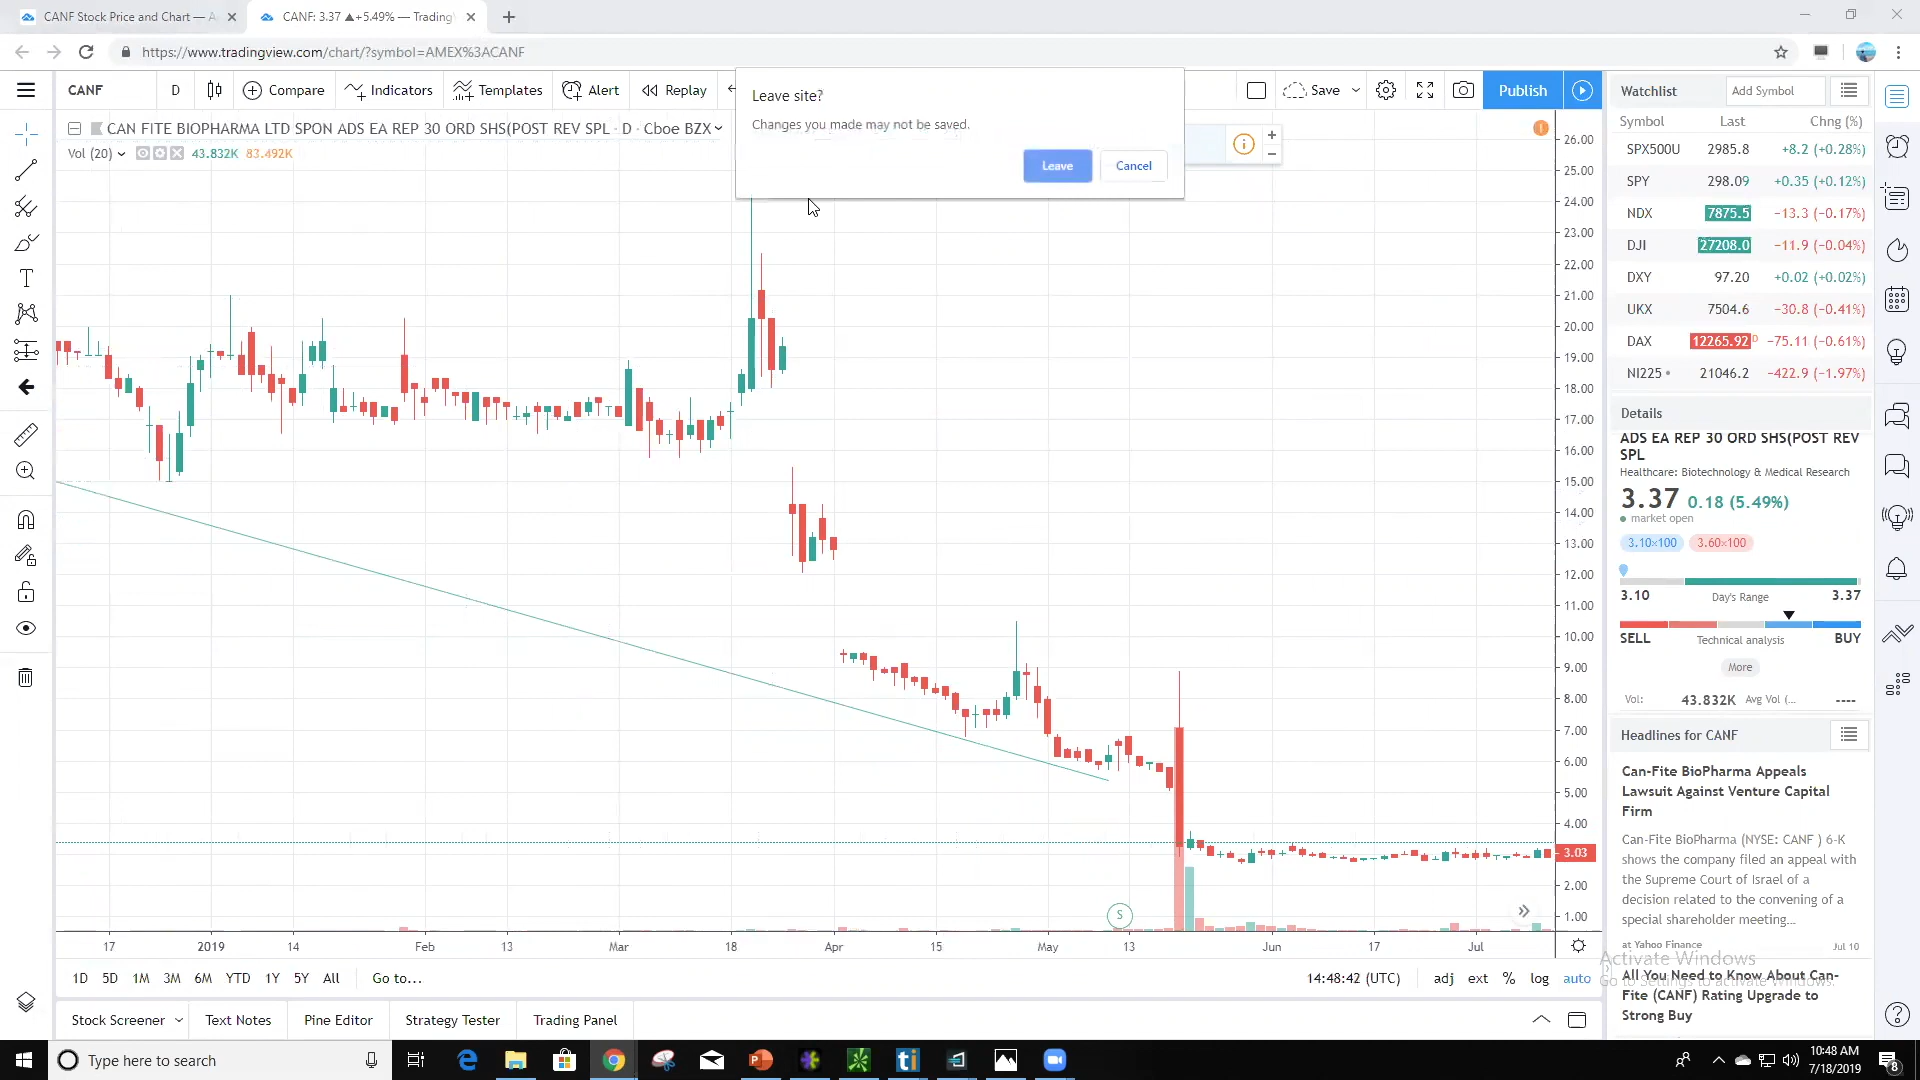 CANF Stock Price and Chart — A
CANF: 3.37 ▲+5.49% — Trading
https://www.tradingview.com/chart/?symbol=AMEX%3ACANF
CANF
D
Compare
Indicators
Templates
Alert
Replay
Save
Publish
Leave site?
Changes you made may not be saved.
Leave
Cancel
CAN FITE BIOPHARMA LTD SPON ADS EA REP 30 ORD SHS(POST REV SPL · D · Cboe BZX
Vol (20) 43.832K 83.492K
26.00
25.00
24.00
23.00
22.00
21.00
20.00
19.00
18.00
17.00
16.00
15.00
14.00
13.00
12.00
11.00
10.00
9.00
8.00
7.00
6.00
5.00
4.00
3.03
2.00
1.00
S
17 2019 14 Feb 13 Mar 18 Apr 15 May 13 Jun 17 Jul
1D 5D 1M 3M 6M YTD 1Y 5Y All Go to...
14:48:42 (UTC) adj ext % log auto
Stock Screener Text Notes Pine Editor Strategy Tester Trading Panel
Watchlist Add Symbol
Symbol Last Chng (%)
SPX500U 2985.8 +8.2 (+0.28%)
SPY 298.09 +0.35 (+0.12%)
NDX 7875.5 −13.3 (−0.17%)
DJI 27208.0 −11.9 (−0.04%)
DXY 97.20 +0.02 (+0.02%)
UKX 7504.6 −30.8 (−0.41%)
DAX 12265.92 D −75.11 (−0.61%)
NI225 21046.2 −422.9 (−1.97%)
Details
ADS EA REP 30 ORD SHS(POST REV
SPL
Healthcare: Biotechnology & Medical Research
3.37 0.18 (5.49%)
market open
3.10×100 3.60×100
3.10 Day's Range 3.37
SELL Technical analysis BUY
More
Vol: 43.832K Avg Vol (... ----
Headlines for CANF
Can-Fite BioPharma Appeals
Lawsuit Against Venture Capital
Firm
Can-Fite BioPharma (NYSE: CANF ) 6-K
shows the company filed an appeal with
the Supreme Court of Israel of a
decision related to the convening of a
special shareholder meeting...
at Yahoo Finance Jul 10
Activate Windows
Go to Settings to activate Windows.
All You Need to Know About Can-
Fite (CANF) Rating Upgrade to
Strong Buy
Type here to search
10:48 AM
7/18/2019
8